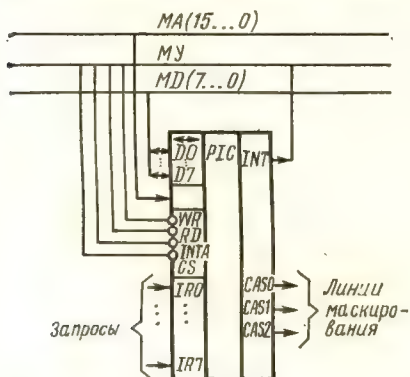 MA(15...0)
МУ
MD(7...0)
D0
PIC
INT
D7
WR
RD
INTA
CS
IR0
CAS0
Линии
CAS1
маскиро-
Запросы
CAS2
вания
IR7